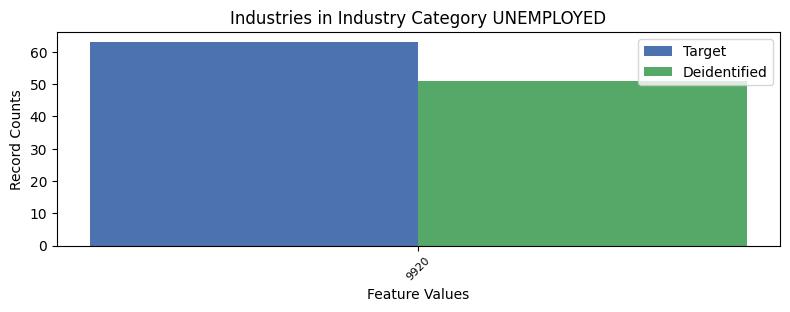 Industries in Industry Category UNEMPLOYED
Target
Deidentified
Record Counts
60
50
40
30
20
10
0
9920
Feature Values